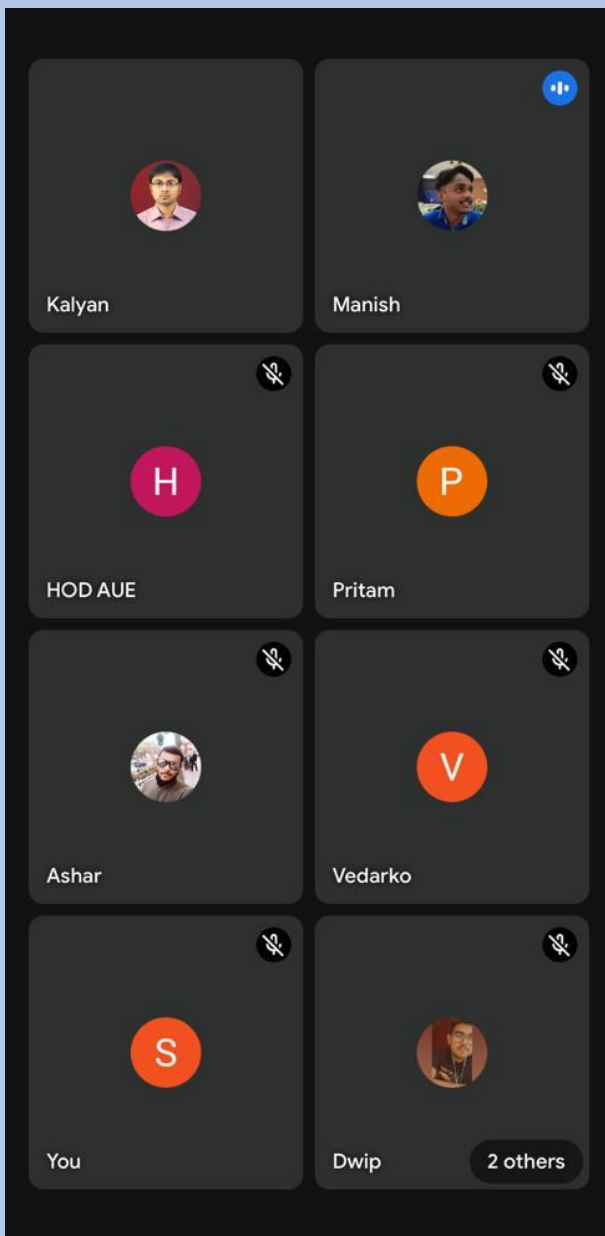 Kalyan
Manish
H
P
HOD AUE
Pritam
V
Ashar
Vedarko
S
You
Dwip
2 others